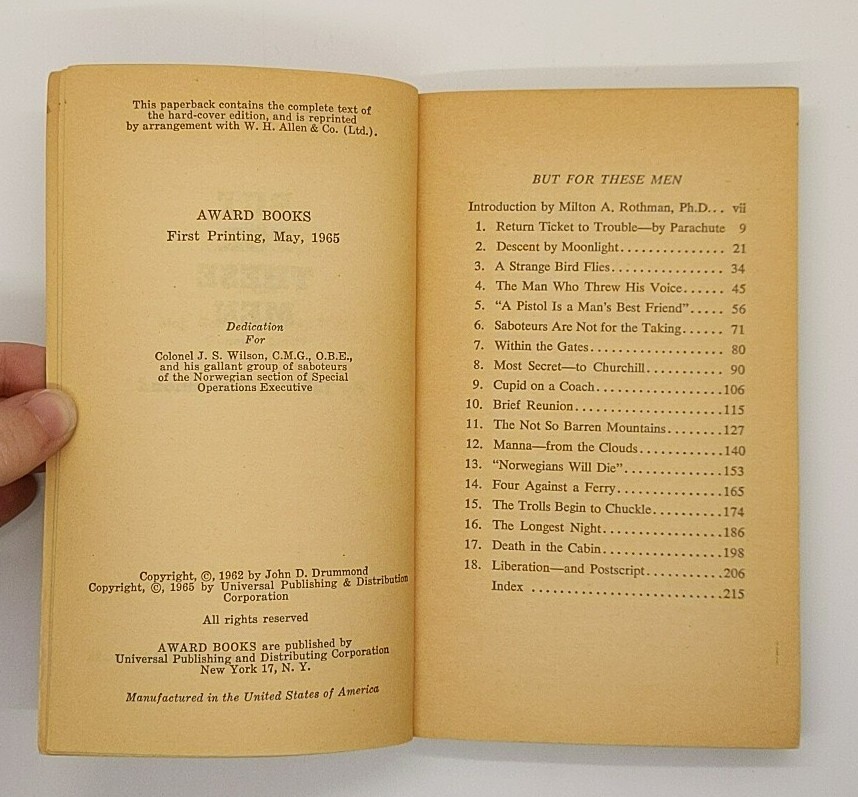 This paperback contains the complete text of
the hard-cover edition, and is reprinted
by arrangement with W. H. Allen & Co. (Ltd.).
AWARD BOOKS
First Printing, May, 1965
Dedication
For
Colonel J. S. Wilson, C.M.G., O.B.E.,
and his gallant group of saboteurs
of the Norwegian section of Special
Operations Executive
Copyright, ©, 1962 by John D. Drummond
Copyright, ©, 1965 by Universal Publishing & Distribution
Corporation
All rights reserved
AWARD BOOKS are published by
Universal Publishing and Distributing Corporation
New York 17, N. Y.
Manufactured in the United States of America
BUT FOR THESE MEN
Introduction by Milton A. Rothman, Ph.D... vii
1. Return Ticket to Trouble—by Parachute 9
2. Descent by Moonlight............... 21
3. A Strange Bird Flies................ 34
4. The Man Who Threw His Voice...... 45
5. “A Pistol Is a Man's Best Friend”..... 56
6. Saboteurs Are Not for the Taking...... 71
7. Within the Gates................... 80
8. Most Secret—to Churchill........... 90
9. Cupid on a Coach..................106
10. Brief Reunion.....................115
11. The Not So Barren Mountains........127
12. Manna—from the Clouds............140
13. “Norwegians Will Die”..............153
14. Four Against a Ferry...............165
15. The Trolls Begin to Chuckle..........174
16. The Longest Night.................186
17. Death in the Cabin.................198
18. Liberation—and Postscript...........206
Index ...........................215